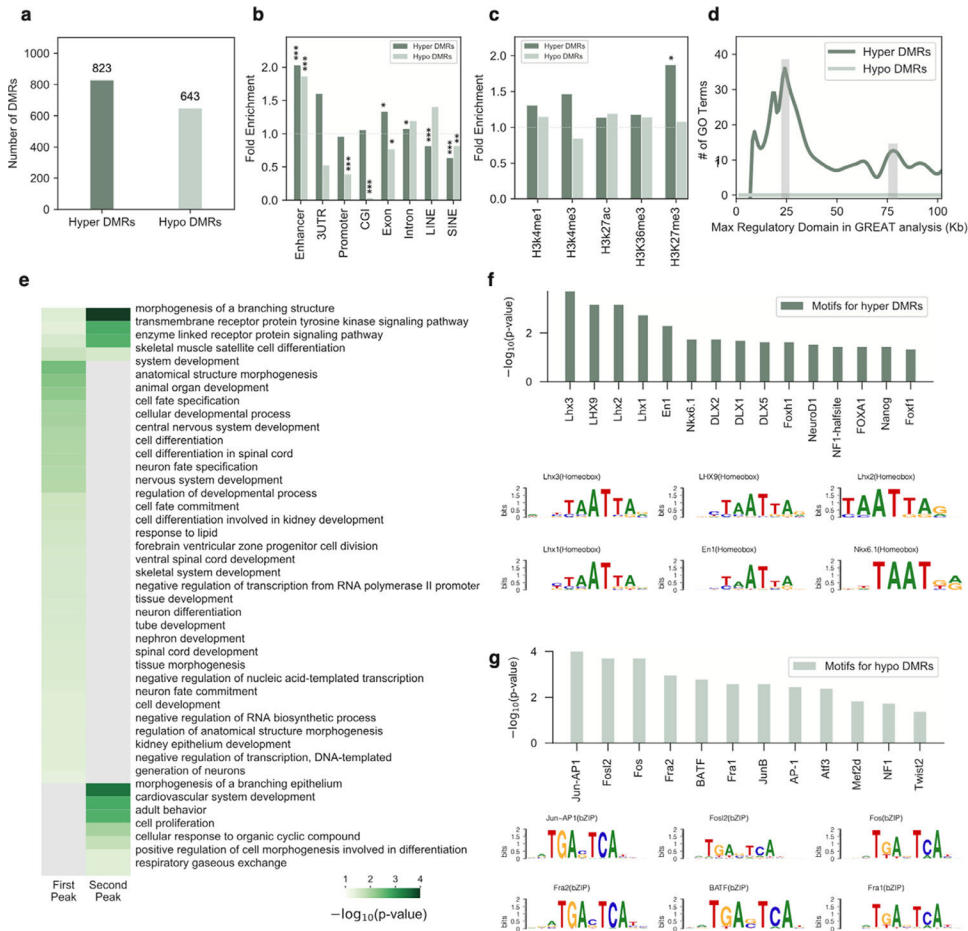 a
Number of DMRs
1000
800
600
400
200
0
823
643
Hyper DMRs
Hypo DMRs
b
Fold Enrichment
2.0
1.5
1.0
0.5
0.0
Hyper DMRs
Hypo DMRs
***
***
***
***
*
*
*
***
***
**
Enhancer
3UTR
Promoter
CGI
Exon
Intron
LINE
SINE
c
Fold Enrichment
2.0
1.5
1.0
0.5
0.0
Hyper DMRs
Hypo DMRs
*
H3k4me1
H3k4me3
H3k27ac
H3K36me3
H3K27me3
d
# of GO Terms
40
20
0
Hyper DMRs
Hypo DMRs
0
25
50
75
100
Max Regulatory Domain in GREAT analysis (Kb)
e
morphogenesis of a branching structure
transmembrane receptor protein tyrosine kinase signaling pathway
enzyme linked receptor protein signaling pathway
skeletal muscle satellite cell differentiation
system development
anatomical structure morphogenesis
animal organ development
cell fate specification
cellular developmental process
central nervous system development
cell differentiation
cell differentiation in spinal cord
neuron fate specification
nervous system development
regulation of developmental process
cell fate commitment
cell differentiation involved in kidney development
response to lipid
forebrain ventricular zone progenitor cell division
ventral spinal cord development
skeletal system development
negative regulation of transcription from RNA polymerase II promoter
tissue development
neuron differentiation
tube development
nephron development
spinal cord development
tissue morphogenesis
negative regulation of nucleic acid-templated transcription
neuron fate commitment
cell development
negative regulation of RNA biosynthetic process
regulation of anatomical structure morphogenesis
kidney epithelium development
negative regulation of transcription, DNA-templated
generation of neurons
morphogenesis of a branching epithelium
cardiovascular system development
adult behavior
cell proliferation
cellular response to organic cyclic compound
positive regulation of cell morphogenesis involved in differentiation
respiratory gaseous exchange
First Peak
Second Peak
1 2 3 4
−log10(p-value)
f
−log10(p-value)
2
0
Motifs for hyper DMRs
Lhx3
LHX9
Lhx2
Lhx1
En1
Nkx6.1
DLX2
DLX1
DLX5
Foxh1
NeuroD1
NF1-halfsite
FOXA1
Nanog
Foxf1
Lhx3(Homeobox)
LHX9(Homeobox)
Lhx2(Homeobox)
Lhx1(Homeobox)
En1(Homeobox)
Nkx6.1(Homeobox)
g
−log10(p-value)
4
2
0
Motifs for hypo DMRs
Jun-AP1
Fosl2
Fos
Fra2
BATF
Fra1
JunB
AP-1
Atf3
Mef2d
NF1
Twist2
Jun-AP1(bZIP)
Fosl2(bZIP)
Fos(bZIP)
Fra2(bZIP)
BATF(bZIP)
Fra1(bZIP)